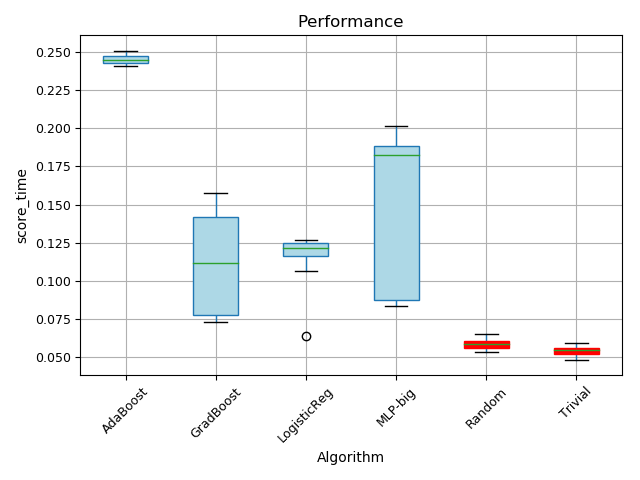 Performance
0.250
0.225
0.200
0.175
0.150
0.125
0.100
0.075
0.050
score_time
AdaBoost
GradBoost
LogisticReg
MLP-big
Random
Trivial
Algorithm